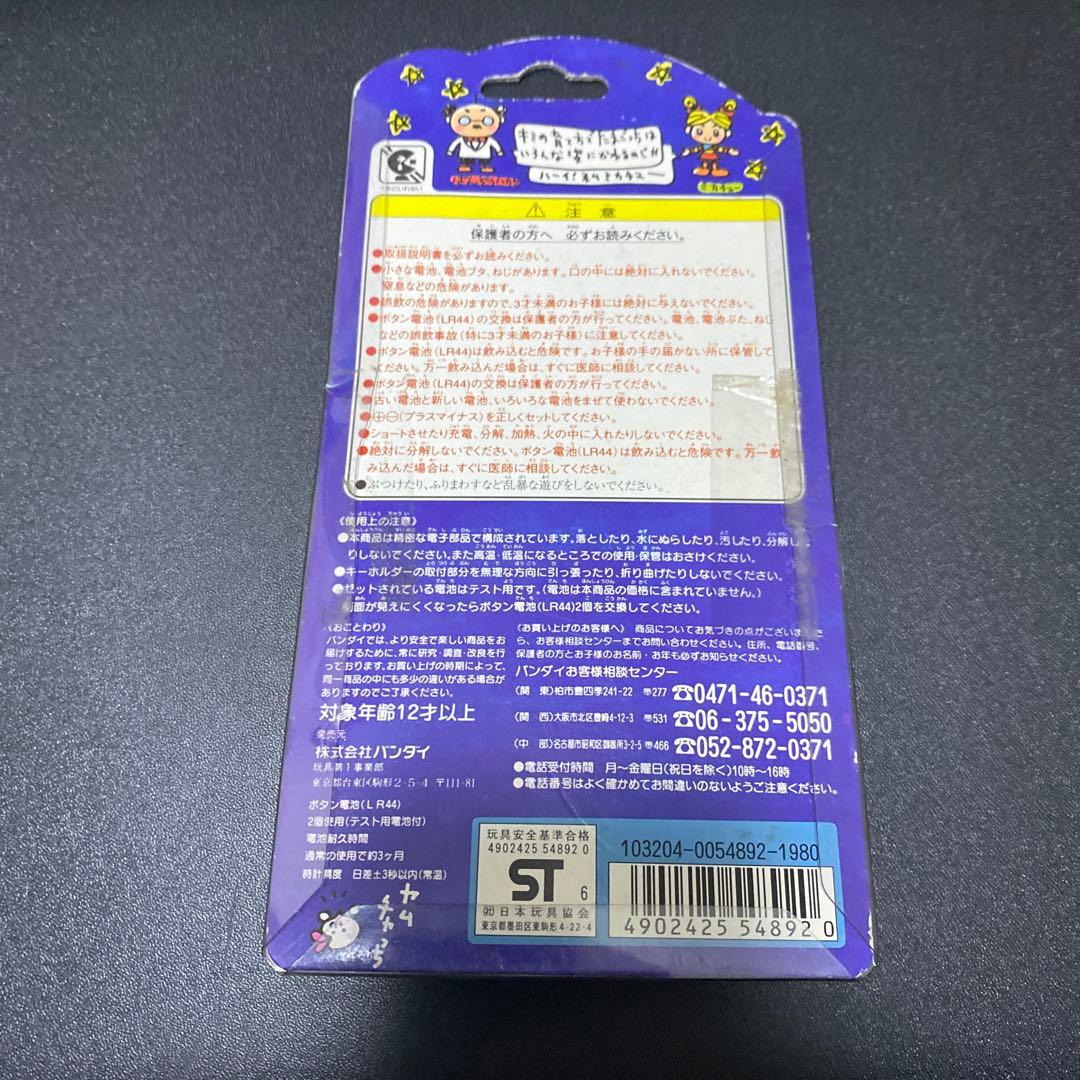 キミの育て方でたまごっちは
いろんな姿にかわるのじゃ!!
ハーイ!私ミカチュー
ミカチュー
⚠ 注意
保護者の方へ 必ずお読みください。
●取扱説明書を必ずお読みください。
●小さな電池、電池ブタ、ねじがあります。口の中には絶対に入れないでください。
窒息などの危険があります。
●誤飲の危険がありますので、3才未満のお子様には絶対に与えないでください。
●ボタン電池(LR44)の交換は保護者の方が行ってください。電池、電池ぶた、ねじ
などの誤飲事故(特に3才未満のお子様)に注意してください。
●ボタン電池(LR44)は飲み込むと危険です。お子様の手の届かない所に保管して
ください。万一飲み込んだ場合は、すぐに医師に相談してください。
●ボタン電池(LR44)の交換は保護者の方が行ってください。
●古い電池と新しい電池、いろいろな電池をまぜて使わないでください。
●⊕⊖(プラスマイナス)を正しくセットしてください。
●ショートさせたり充電、分解、加熱、火の中に入れたりしないでください。
●絶対に分解しないでください。ボタン電池(LR44)は飲み込むと危険です。万一飲
み込んだ場合は、すぐに医師に相談してください。
●ぶつけたり、ふりまわすなど乱暴な遊びをしないでください。
《使用上の注意》
●本商品は精密な電子部品で構成されています。落としたり、水にぬらしたり、汚したり、分解した
りしないでください。また高温・低温になるところでの使用・保管はおさけください。
●キーホルダーの取付部分を無理な方向に引っ張ったり、折り曲げたりしないでください。
●セットされている電池はテスト用です。(電池は本商品の価格に含まれていません。)
画面が見えにくくなったらボタン電池(LR44)2個を交換してください。
《おことわり》
バンダイでは、より安全で楽しい商品をお
届けするために、常に研究・調査・改良を行
っております。お買い上げの時期によって、
同一商品の中にも多少の違いがある場合が
ありますのでご了承ください。
対象年齢12才以上
発売元
株式会社バンダイ
玩具第1事業部
東京都台東区駒形2-5-4 〒111-81
ボタン電池(LR44)
2個使用(テスト用電池付)
電池耐久時間
通常の使用で約3ヶ月
時計精度 日差±3秒以内(常温)
《お買い上げのお客様へ》 商品についてお気づきの点がございました
ら、お客様相談センターまでお問い合わせください。住所、電話番号、
保護者の方とお子様のお名前・お年も必ずお知らせください。
バンダイお客様相談センター
(関 東)柏市豊四季241-22 〒277 ☎0471-46-0371
(関 西)大阪市北区豊崎4-12-3 〒531 ☎06-375-5050
(中 部)名古屋市昭和区御器所3-2-5 〒466 ☎052-872-0371
●電話受付時間 月～金曜日(祝日を除く)10時～16時
●電話番号はよく確かめてお間違いのないようご注意ください。
玩具安全基準合格
4902425 54892 0
ST 6
(社)日本玩具協会
東京都墨田区東駒形4-22-4
103204-0054892-1980
4902425 548920